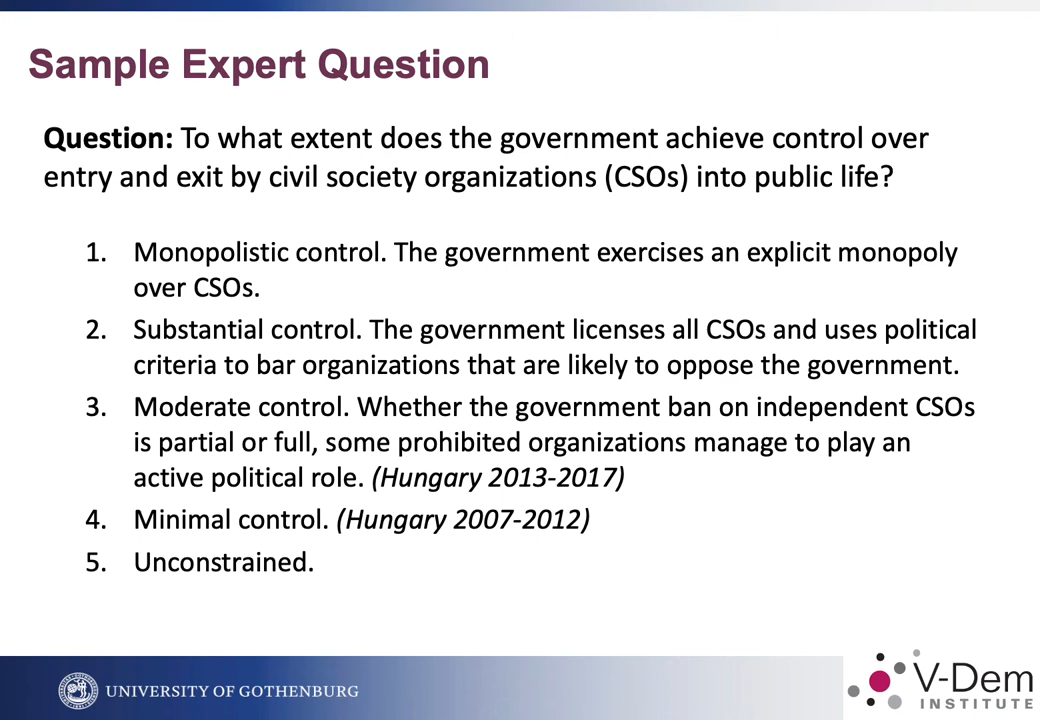 Sample Expert Question
Question: To what extent does the government achieve control over
entry and exit by civil society organizations (CSOs) into public life?
1. Monopolistic control. The government exercises an explicit monopoly
over CSOs.
2. Substantial control. The government licenses all CSOs and uses political
criteria to bar organizations that are likely to oppose the government.
3. Moderate control. Whether the government ban on independent CSOs
is partial or full, some prohibited organizations manage to play an
active political role. (Hungary 2013-2017)
4. Minimal control. (Hungary 2007-2012)
5. Unconstrained.
UNIVERSITY OF GOTHENBURG
V-Dem
INSTITUTE